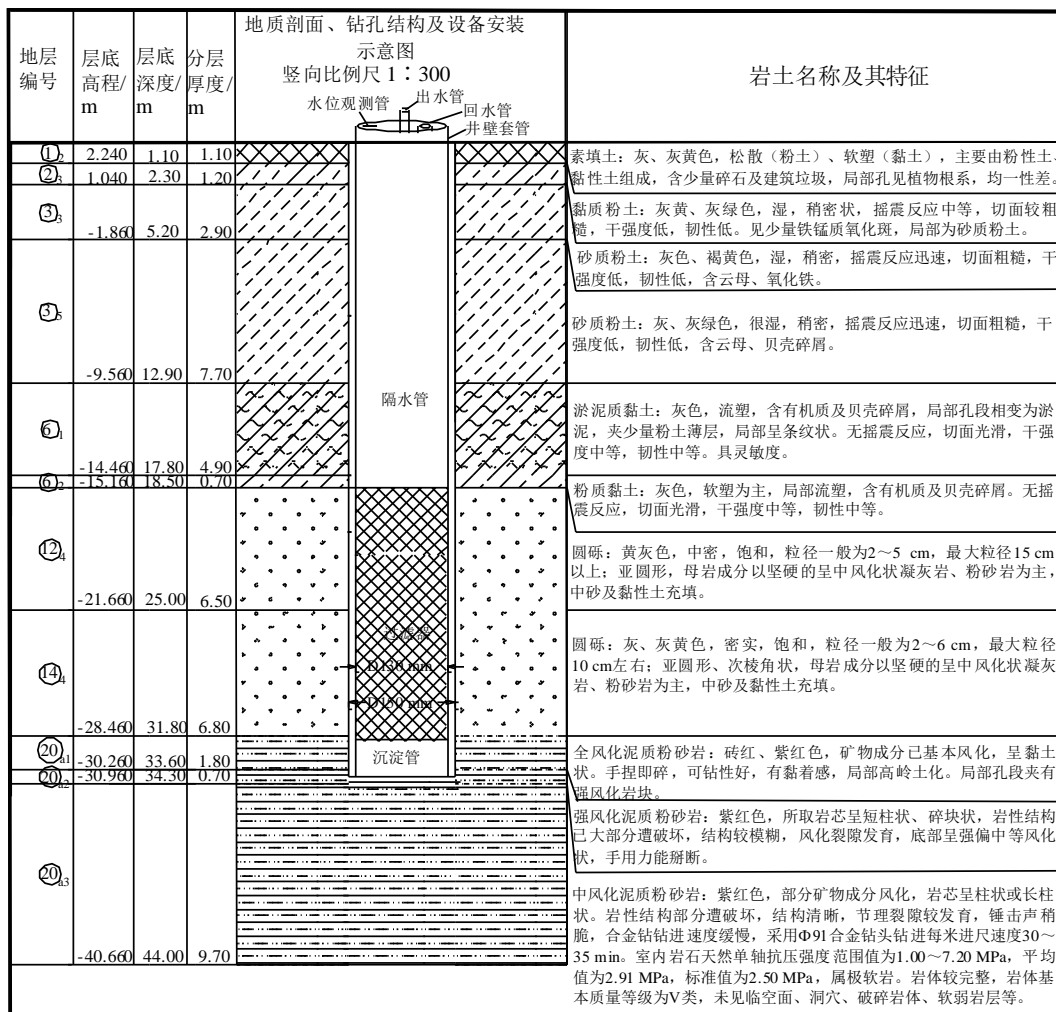 地质剖面、钻孔结构及设备安装
示意图
竖向比例尺 1：300
地层
编号
层底
高程/
m
层底
深度/
m
分层
厚度/
m
岩土名称及其特征
水位观测管
出水管
回水管
井壁套管
①2 2.240 1.10 1.10
素填土：灰、灰黄色，松散（粉土）、软塑（黏土），主要由粉性土、
黏性土组成，含少量碎石及建筑垃圾，局部孔见植物根系，均一性差。
②3 1.040 2.30 1.20
黏质粉土：灰黄、灰绿色，湿，稍密状，摇震反应中等，切面较粗
糙，干强度低，韧性低。见少量铁锰质氧化斑，局部为砂质粉土。
③3 -1.860 5.20 2.90
砂质粉土：灰色、褐黄色，湿，稍密，摇震反应迅速，切面粗糙，干
强度低，韧性低，含云母、氧化铁。
③5 -9.560 12.90 7.70
砂质粉土：灰、灰绿色，很湿，稍密，摇震反应迅速，切面粗糙，干
强度低，韧性低，含云母、贝壳碎屑。
隔水管
⑥1 -14.460 17.80 4.90
淤泥质黏土：灰色，流塑，含有机质及贝壳碎屑，局部孔段相变为淤
泥，夹少量粉土薄层，局部呈条纹状。无摇震反应，切面光滑，干强
度中等，韧性中等。具灵敏度。
⑥2 -15.160 18.50 0.70
粉质黏土：灰色，软塑为主，局部流塑，含有机质及贝壳碎屑。无摇
震反应，切面光滑，干强度中等，韧性中等。
⑫4 -21.660 25.00 6.50
圆砾：黄灰色，中密，饱和，粒径一般为2～5 cm，最大粒径15 cm
以上；亚圆形，母岩成分以坚硬的呈中风化状凝灰岩、粉砂岩为主，
中砂及黏性土充填。
过滤器
D130 mm
D150 mm
⑭4 -28.460 31.80 6.80
圆砾：灰、灰黄色，密实，饱和，粒径一般为2～6 cm，最大粒径
10 cm左右；亚圆形、次棱角状，母岩成分以坚硬的呈中风化状凝灰
岩、粉砂岩为主，中砂及黏性土充填。
沉淀管
⑳a1 -30.260 33.60 1.80
全风化泥质粉砂岩：砖红、紫红色，矿物成分已基本风化，呈黏土
状。手捏即碎，可钻性好，有黏着感，局部高岭土化。局部孔段夹有
强风化岩块。
⑳a2 -30.960 34.30 0.70
强风化泥质粉砂岩：紫红色，所取岩芯呈短柱状、碎块状，岩性结构
已大部分遭破坏，结构较模糊，风化裂隙发育，底部呈强偏中等风化
状，手用力能掰断。
⑳a3 -40.660 44.00 9.70
中风化泥质粉砂岩：紫红色，部分矿物成分风化，岩芯呈柱状或长柱
状。岩性结构部分遭破坏，结构清晰，节理裂隙较发育，锤击声稍
脆，合金钻钻进速度缓慢，采用Φ91合金钻头钻进每米进尺速度30～
35 min。室内岩石天然单轴抗压强度范围值为1.00～7.20 MPa，平均
值为2.91 MPa，标准值为2.50 MPa，属极软岩。岩体较完整，岩体基
本质量等级为V类，未见临空面、洞穴、破碎岩体、软弱岩层等。